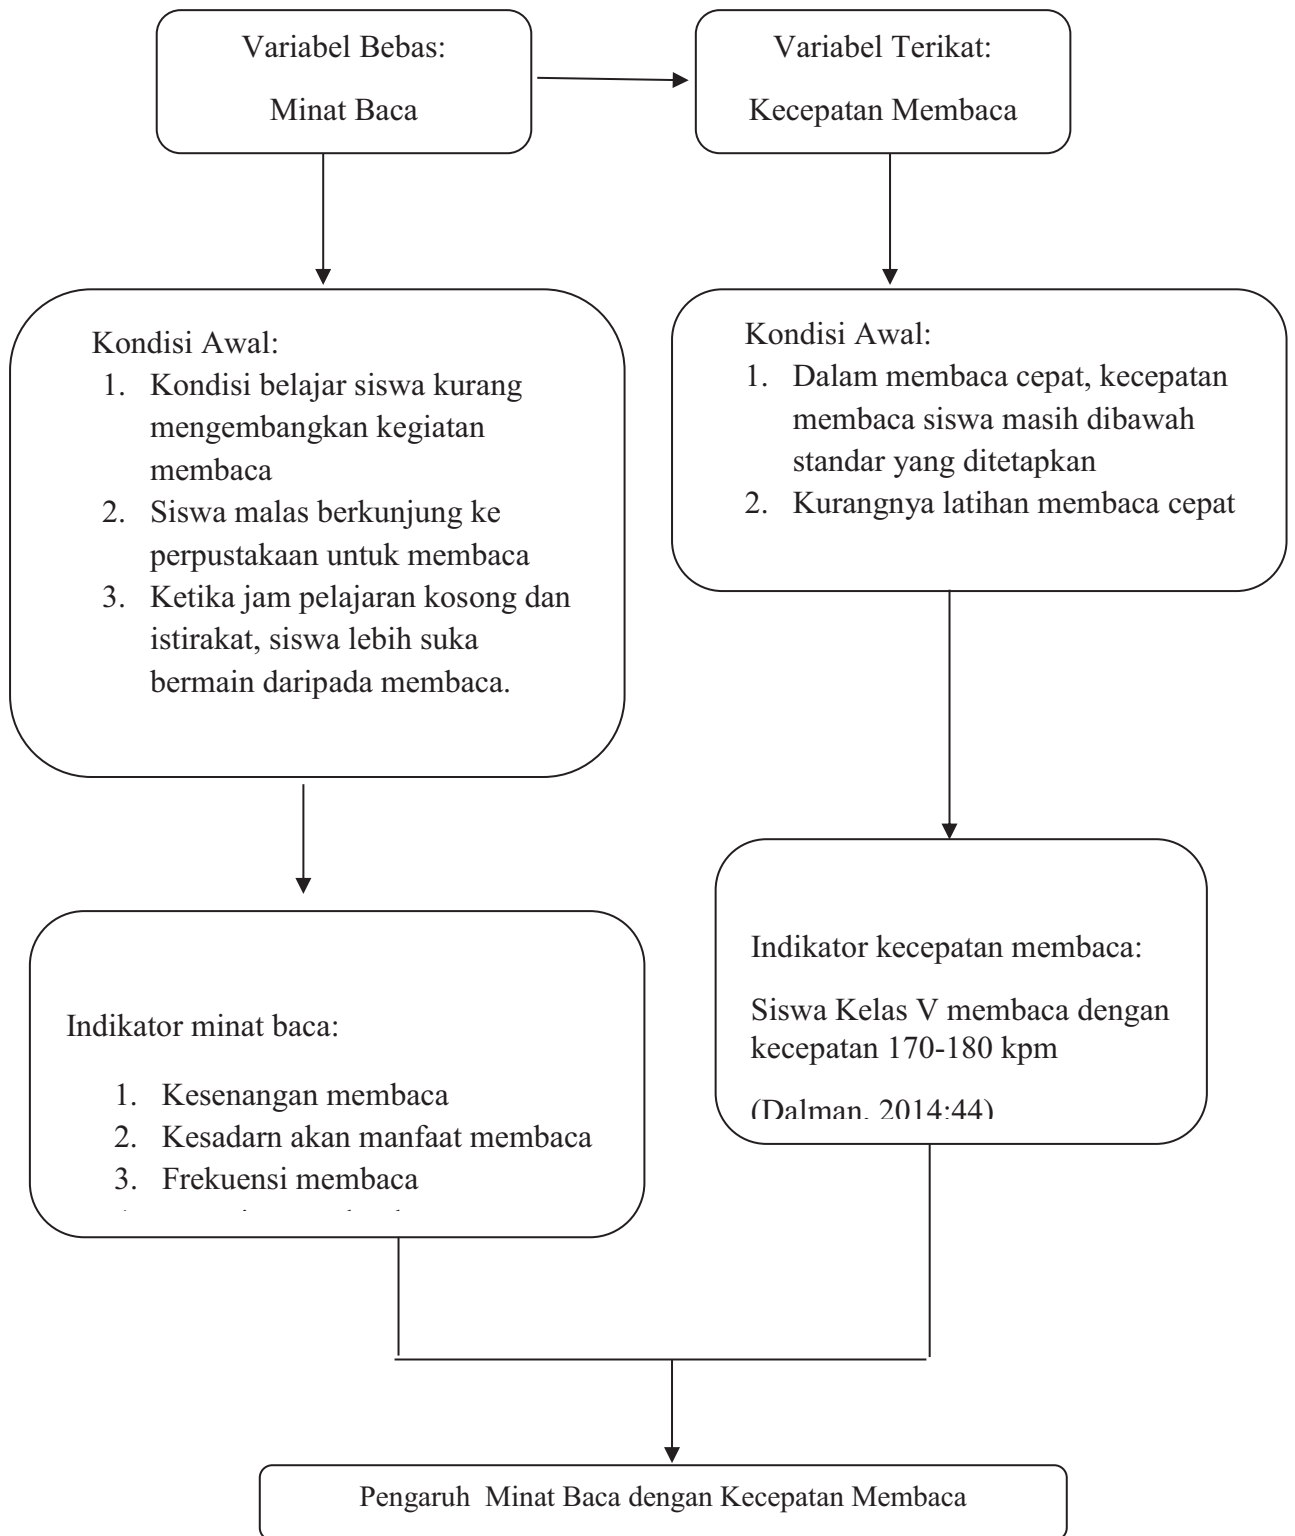 Variabel Bebas:
Minat Baca
Variabel Terikat:
Kecepatan Membaca
Kondisi Awal:
1. Kondisi belajar siswa kurang
mengembangkan kegiatan
membaca
2. Siswa malas berkunjung ke
perpustakaan untuk membaca
3. Ketika jam pelajaran kosong dan
istirakat, siswa lebih suka
bermain daripada membaca.
Kondisi Awal:
1. Dalam membaca cepat, kecepatan
membaca siswa masih dibawah
standar yang ditetapkan
2. Kurangnya latihan membaca cepat
Indikator minat baca:
1. Kesenangan membaca
2. Kesadarn akan manfaat membaca
3. Frekuensi membaca
Indikator kecepatan membaca:
Siswa Kelas V membaca dengan
kecepatan 170-180 kpm
(Dalman, 2014:44)
Pengaruh Minat Baca dengan Kecepatan Membaca